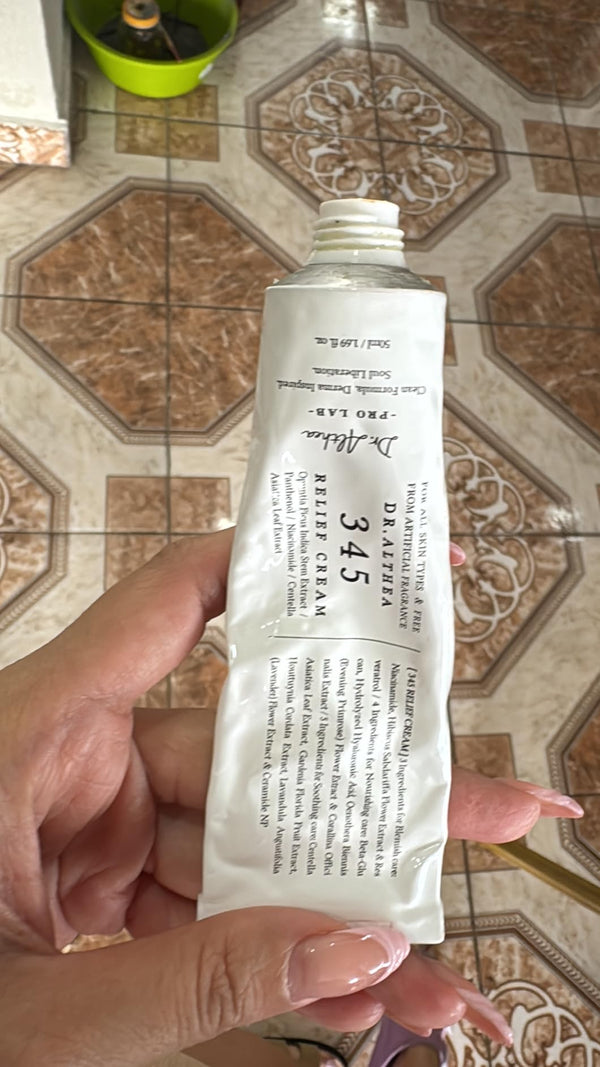 50ml / 1.69 fl. oz.
Clean Formula. Derma Inspired.
Soul Liberation.
-PRO LAB-
Dr.Althea
FOR ALL SKIN TYPES & FREE
FROM ARTIFICIAL FRAGRANCE
DR.ALTHEA
345
RELIEF CREAM
Opuntia Ficus Indica Stem Extract /
Panthenol / Niacinamide / Centella
Asiatica Leaf Extract
[ 345 RELIEF CREAM ] 3 Ingredients for Blemish care:
Niacinamide, Hibiscus Sabdariffa Flower Extract & Res
veratrol / 4 Ingredients for Nourishing care: Beta-Glu
can, Hydrolyzed Hyaluronic Acid, Oenothera Biennis
(Evening Primrose) Flower Extract & Corallina Offici
nalis Extract / 5 Ingredients for Soothing care: Centella
Asiatica Leaf Extract, Gardenia Florida Fruit Extract,
Houttuynia Cordata Extract, Lavandula Angustifolia
(Lavender) Flower Extract & Ceramide NP